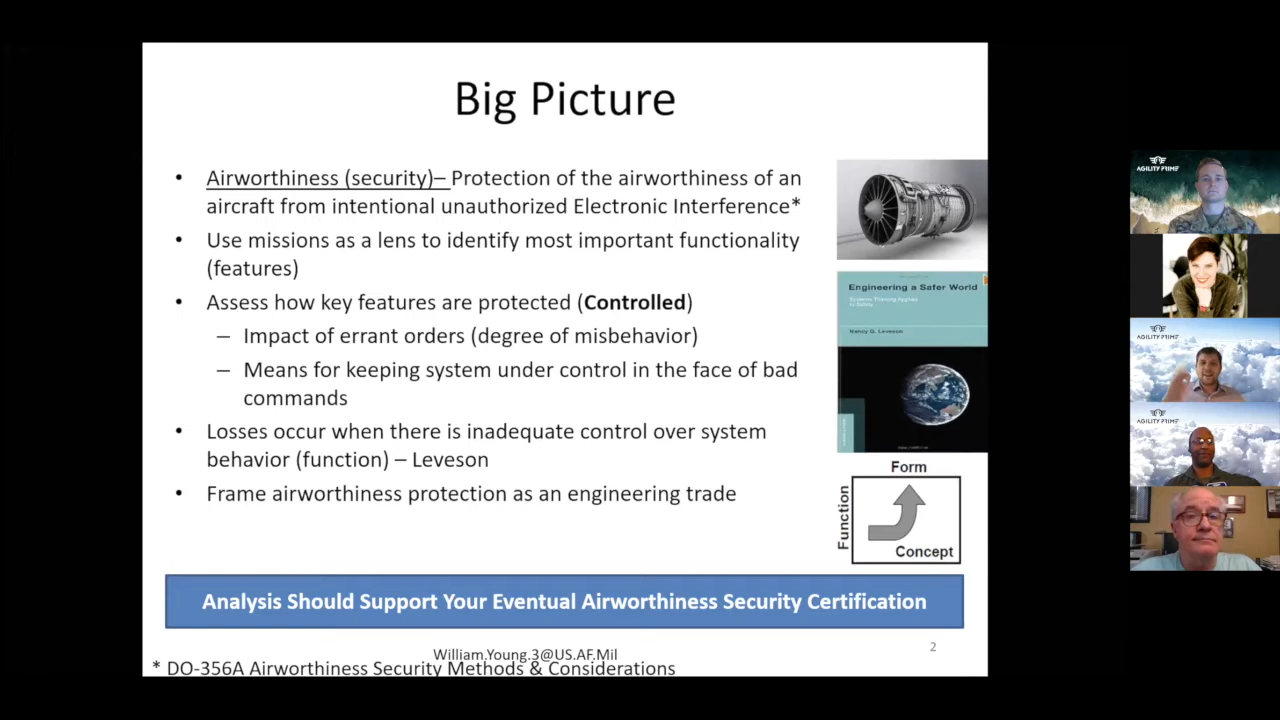 Big Picture
• Airworthiness (security)– Protection of the airworthiness of an
aircraft from intentional unauthorized Electronic Interference*
• Use missions as a lens to identify most important functionality
(features)
• Assess how key features are protected (Controlled)
– Impact of errant orders (degree of misbehavior)
– Means for keeping system under control in the face of bad
commands
• Losses occur when there is inadequate control over system
behavior (function) – Leveson
• Frame airworthiness protection as an engineering trade
Engineering a Safer World
Systems Thinking Applied
to Safety
Nancy G. Leveson
Form
Function
Concept
Analysis Should Support Your Eventual Airworthiness Security Certification
William.Young.3@US.AF.Mil
2
* DO-356A Airworthiness Security Methods & Considerations
AGILITY PRIME
AGILITY PRIME
AGILITY PRIME